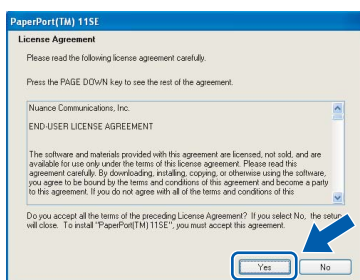 PaperPort(TM) 11SE
License Agreement
Please read the following license agreement carefully.
Press the PAGE DOWN key to see the rest of the agreement.
Nuance Communications, Inc.
END-USER LICENSE AGREEMENT
The software and materials provided with this agreement are licensed, not sold, and are
available for use only under the terms of this license agreement. Please read this
agreement carefully. By downloading, installing, copying, or otherwise using the software,
you agree to be bound by the terms and conditions of this agreement and become a party
to this agreement. If you do not agree with all of the terms and conditions of this
Do you accept all the terms of the preceding License Agreement? If you select No, the setup
will close. To install "PaperPort(TM) 11SE", you must accept this agreement.
Yes No